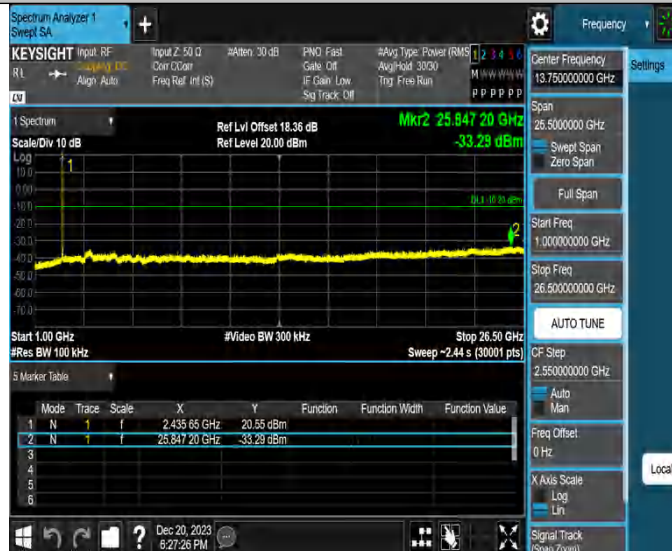 Spectrum Analyzer 1
Swept SA
+
Frequency
KEYSIGHT Input: RF
Coupling: DC
Align: Auto
Input Z: 50 Ω
Corr CCorr
Freq Ref: Int (S)
#Atten: 30 dB
PNO: Fast
Gate: Off
IF Gain: Low
Sig Track: Off
#Avg Type: Power (RMS
Avg|Hold: 30/30
Trig: Free Run
1 2 3 4 5 6
M W W W W W
P P P P P P
RL
LXI
1 Spectrum
Scale/Div 10 dB
Ref Lvl Offset 18.36 dB
Ref Level 20.00 dBm
Mkr2 25.847 20 GHz
-33.29 dBm
Log
10.0
0.00
-10.0
-20.0
-30.0
-40.0
-50.0
-60.0
-70.0
1
2
Start 1.00 GHz
#Res BW 100 kHz
#Video BW 300 kHz
Stop 26.50 GHz
Sweep ~2.44 s (30001 pts)
5 Marker Table
Mode Trace Scale X Y Function Function Width Function Value
1 N 1 f 2.435 65 GHz 20.55 dBm
2 N 1 f 25.847 20 GHz -33.29 dBm
3
4
5
6
Dec 20, 2023
6:27:26 PM
Center Frequency
13.750000000 GHz
Settings
Span
25.5000000 GHz
Swept Span
Zero Span
Full Span
Start Freq
1.000000000 GHz
Stop Freq
26.500000000 GHz
AUTO TUNE
CF Step
2.550000000 GHz
Auto
Man
Freq Offset
0 Hz
Local
X Axis Scale
Log
Lin
Signal Track
(Span Zoom)